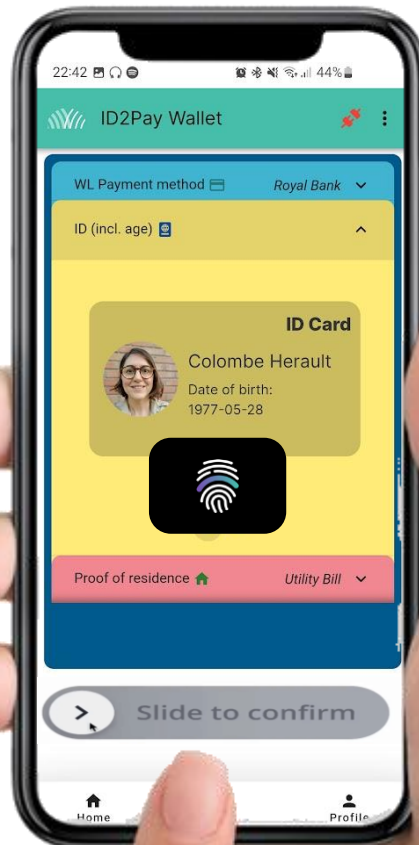 22:42 44%
ID2Pay Wallet
WL Payment method Royal Bank
ID (incl. age)
ID Card
Colombe Herault
Date of birth:
1977-05-28
Proof of residence Utility Bill
Slide to confirm
Home Profile